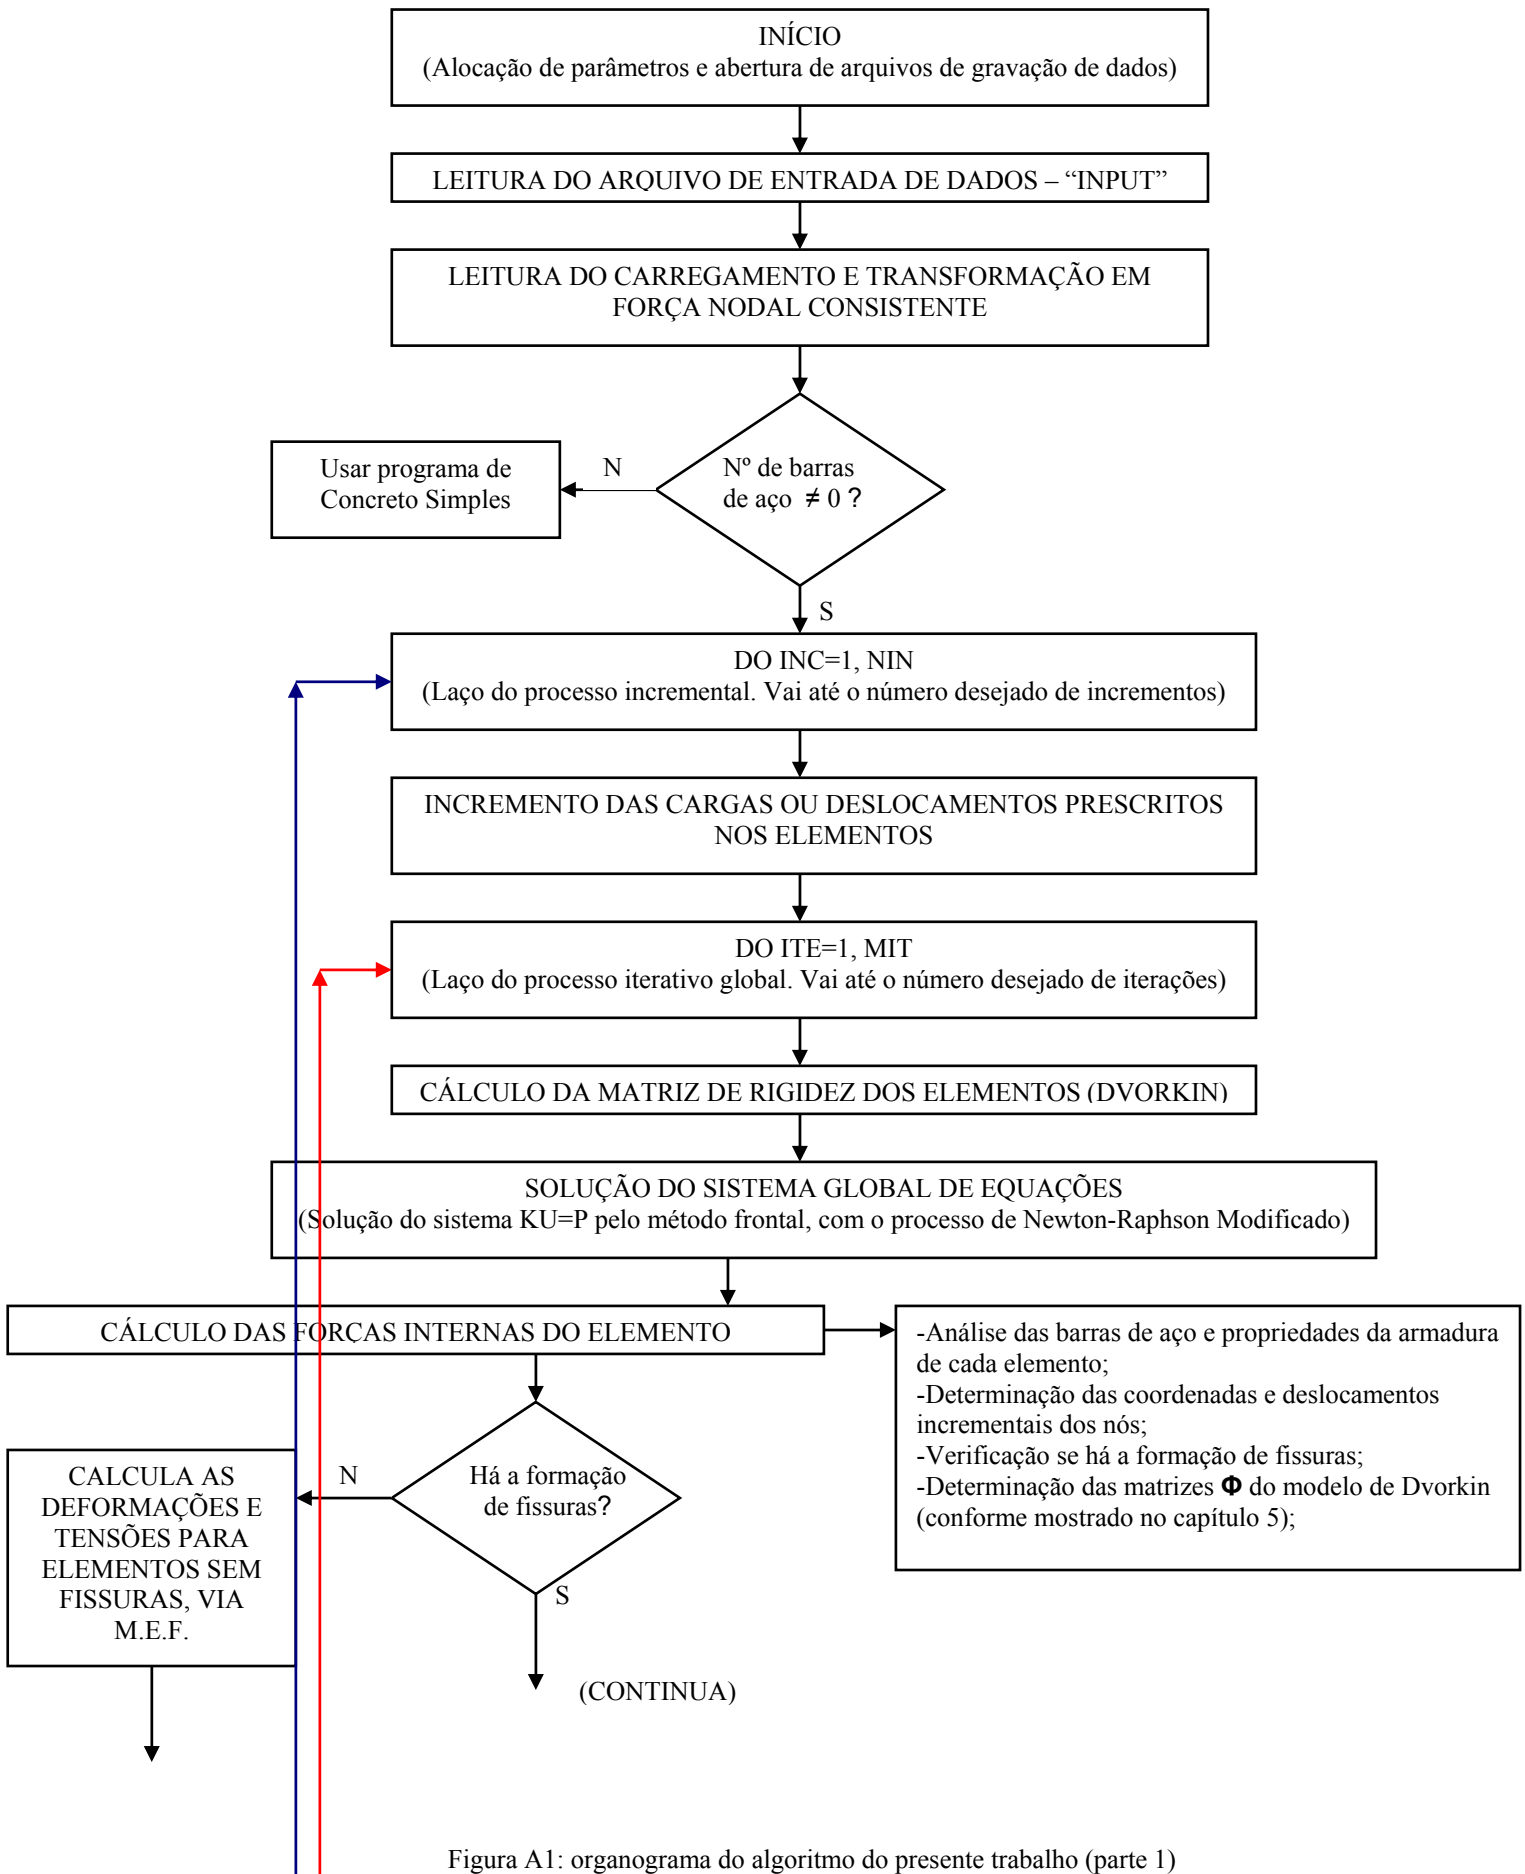 INÍCIO
(Alocação de parâmetros e abertura de arquivos de gravação de dados)
LEITURA DO ARQUIVO DE ENTRADA DE DADOS – “INPUT”
LEITURA DO CARREGAMENTO E TRANSFORMAÇÃO EM
FORÇA NODAL CONSISTENTE
Nº de barras
de aço ≠ 0 ?
N
Usar programa de
Concreto Simples
S
DO INC=1, NIN
(Laço do processo incremental. Vai até o número desejado de incrementos)
INCREMENTO DAS CARGAS OU DESLOCAMENTOS PRESCRITOS
NOS ELEMENTOS
DO ITE=1, MIT
(Laço do processo iterativo global. Vai até o número desejado de iterações)
CÁLCULO DA MATRIZ DE RIGIDEZ DOS ELEMENTOS (DVORKIN)
SOLUÇÃO DO SISTEMA GLOBAL DE EQUAÇÕES
(Solução do sistema KU=P pelo método frontal, com o processo de Newton-Raphson Modificado)
CÁLCULO DAS FORÇAS INTERNAS DO ELEMENTO
-Análise das barras de aço e propriedades da armadura
de cada elemento;
-Determinação das coordenadas e deslocamentos
incrementais dos nós;
-Verificação se há a formação de fissuras;
-Determinação das matrizes Φ do modelo de Dvorkin
(conforme mostrado no capítulo 5);
Há a formação
de fissuras?
N
CALCULA AS
DEFORMAÇÕES E
TENSÕES PARA
ELEMENTOS SEM
FISSURAS, VIA
M.E.F.
S
(CONTINUA)
Figura A1: organograma do algoritmo do presente trabalho (parte 1)